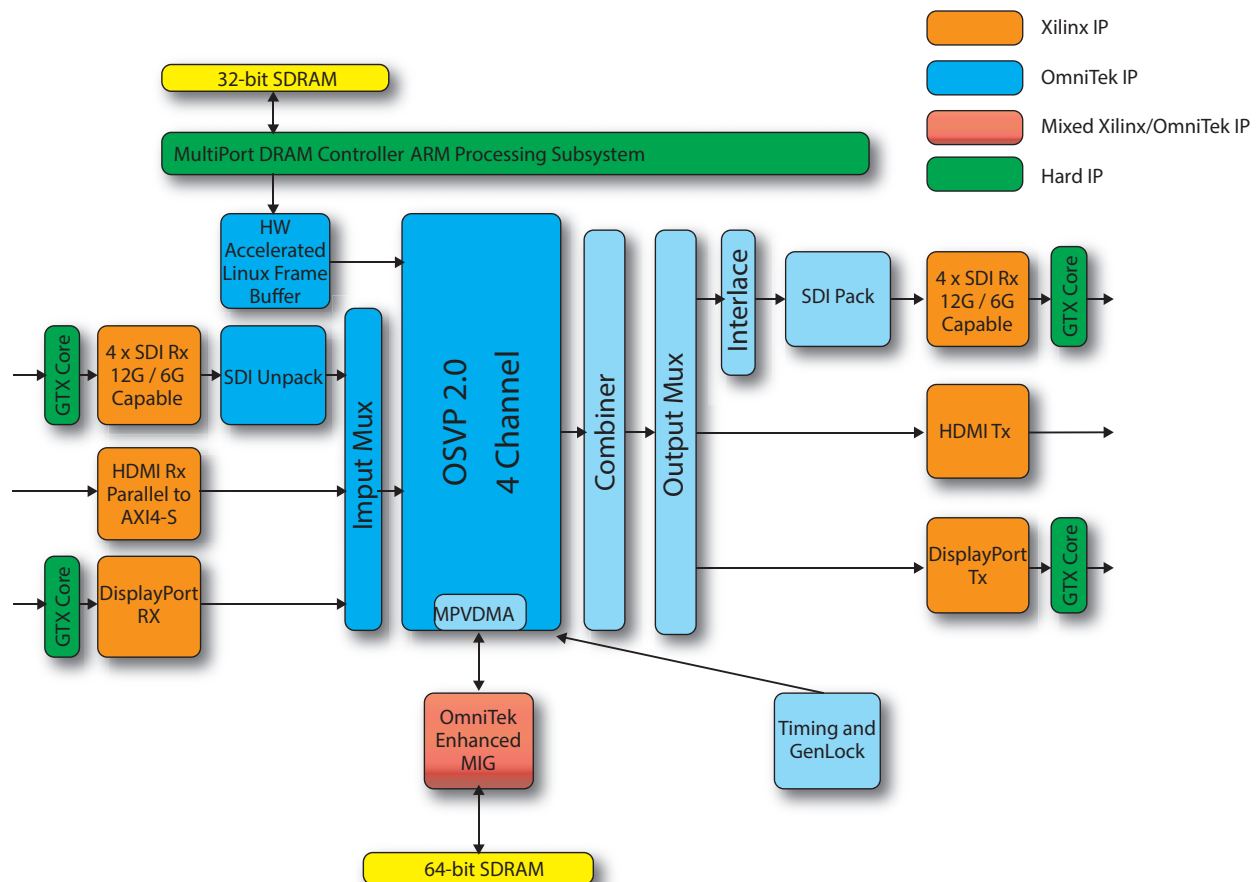 Xilinx IP
OmniTek IP
Mixed Xilinx/OmniTek IP
Hard IP
32-bit SDRAM
MultiPort DRAM Controller ARM Processing Subsystem
HW
Accelerated
Linux Frame
Buffer
GTX Core
4 x SDI Rx
12G / 6G
Capable
SDI Unpack
HDMI Rx
Parallel to
AXI4-S
GTX Core
DisplayPort
RX
Imput Mux
OSVP 2.0
4 Channel
MPVDMA
Combiner
Output Mux
Interlace
SDI Pack
4 x SDI Rx
12G / 6G
Capable
GTX Core
HDMI Tx
DisplayPort
Tx
GTX Core
OmniTek
Enhanced
MIG
Timing and
GenLock
64-bit SDRAM